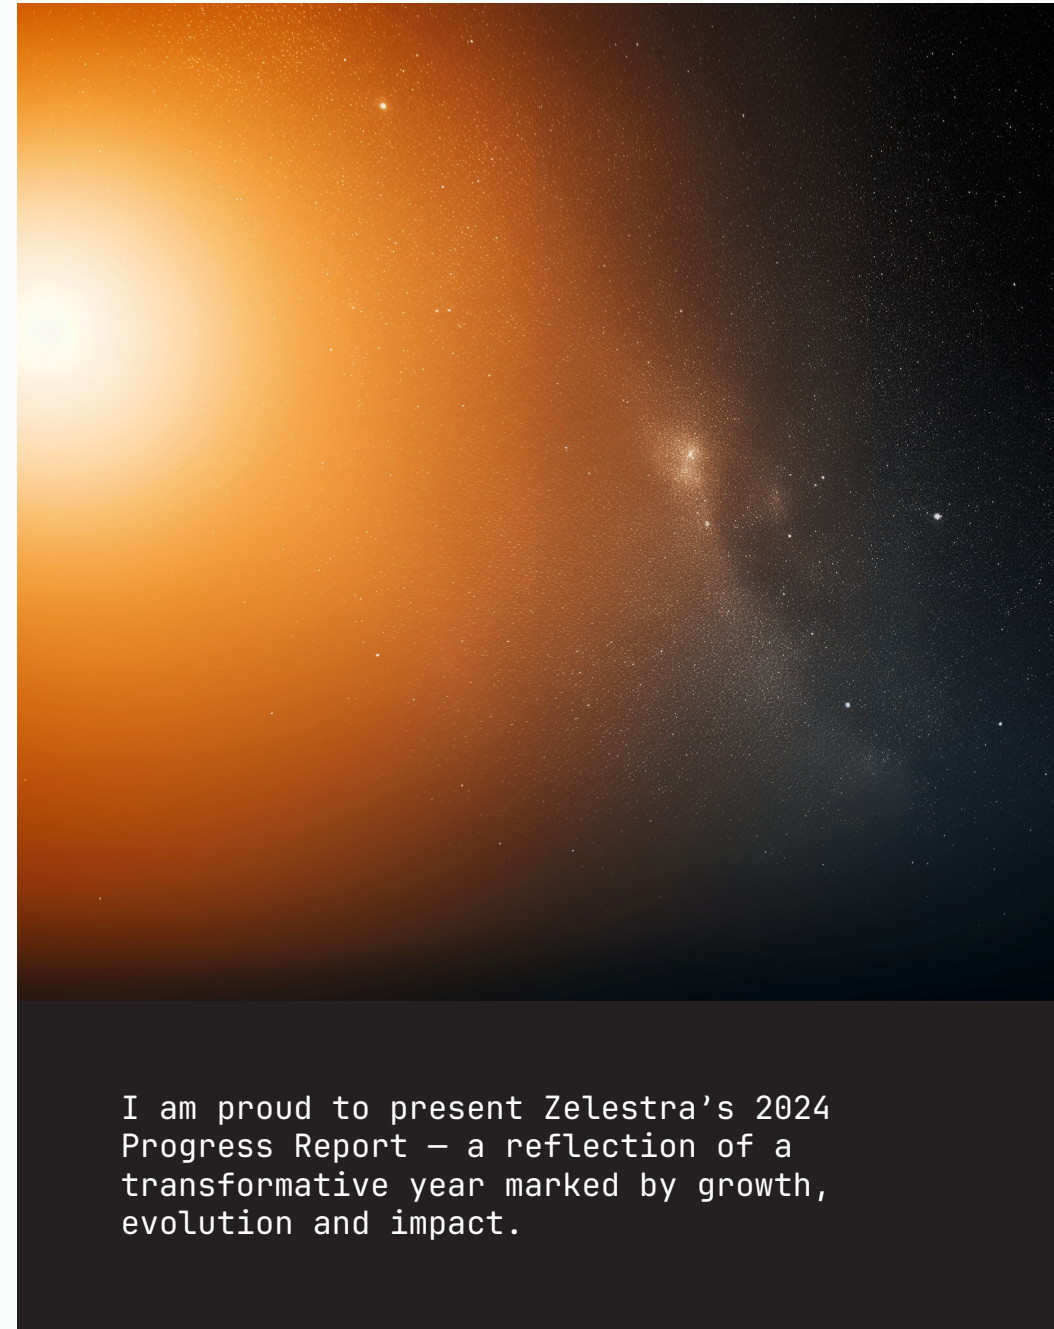 I am proud to present Zelestra’s 2024
Progress Report – a reflection of a
transformative year marked by growth,
evolution and impact.